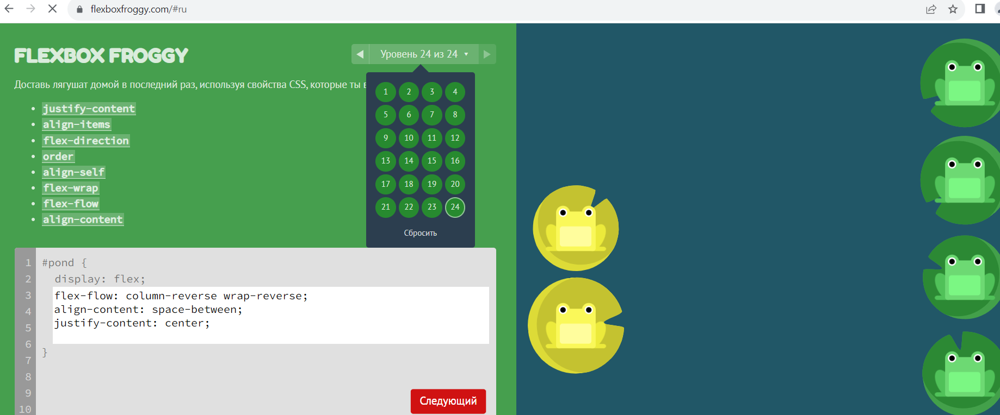 flexboxfroggy.com/#ru
FLEXBOX FROGGY
Уровень 24 из 24
Доставь лягушат домой в последний раз, используя свойства CSS, которые ты
justify-content
align-items
flex-direction
order
align-self
flex-wrap
flex-flow
align-content
1 2 3 4
5 6 7 8
9 10 11 12
13 14 15 16
17 18 19 20
21 22 23 24
Сбросить
1 #pond {
2 display: flex;
3 flex-flow: column-reverse wrap-reverse;
4 align-content: space-between;
5 justify-content: center;
6
7 }
8
9
10
Следующий